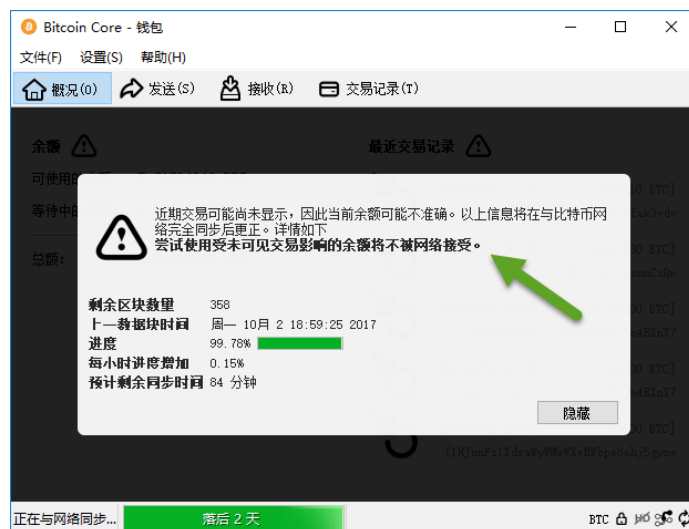 Bitcoin Core - 钱包
文件(F) 设置(S) 帮助(H)
概况(O) 发送(S) 接收(R) 交易记录(T)
余额 最近交易记录
可使用的
等待中的
总额:
近期交易可能尚未显示，因此当前余额可能不准确。以上信息将在与比特币网
络完全同步后更正。详情如下
尝试使用受未可见交易影响的余额将不被网络接受。
剩余区块数量 358
上一数据块时间 周一 10月 2 18:59:25 2017
进度 99.78%
每小时进度增加 0.15%
预计剩余同步时间 84 分钟
隐藏
正在与网络同步... 落后 2 天 BTC HD